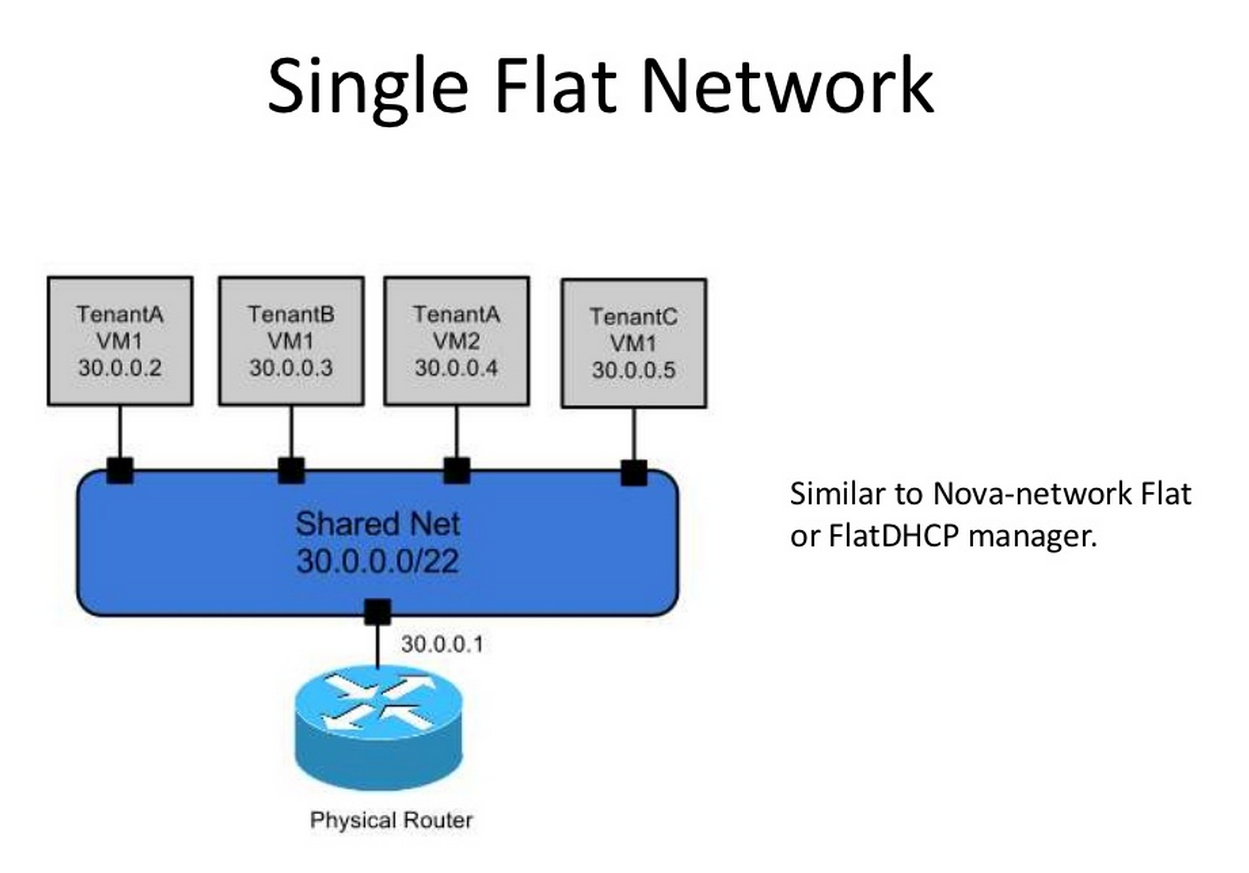 Single Flat Network
TenantA
VM1
30.0.0.2
TenantB
VM1
30.0.0.3
TenantA
VM2
30.0.0.4
TenantC
VM1
30.0.0.5
Shared Net
30.0.0.0/22
Similar to Nova-network Flat
or FlatDHCP manager.
30.0.0.1
Physical Router